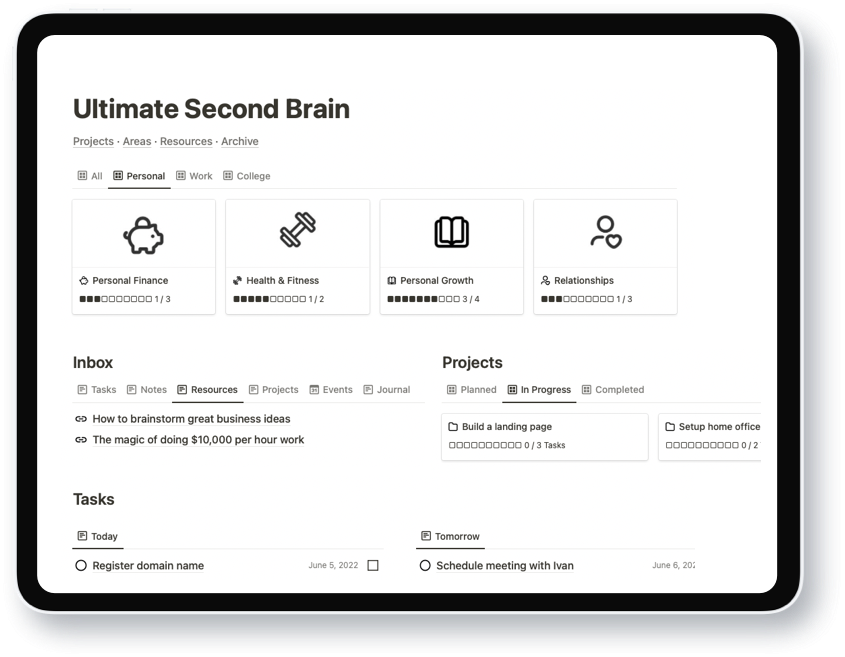 Ultimate Second Brain
Projects · Areas · Resources · Archive
All Personal Work College
Personal Finance
1 / 3
Health & Fitness
1 / 2
Personal Growth
3 / 4
Relationships
1 / 3
Inbox
Tasks Notes Resources Projects Events Journal
How to brainstorm great business ideas
The magic of doing $10,000 per hour work
Projects
Planned In Progress Completed
Build a landing page
0 / 3 Tasks
Setup home office
0 / 2
Tasks
Today
Register domain name June 5, 2022
Tomorrow
Schedule meeting with Ivan June 6, 202